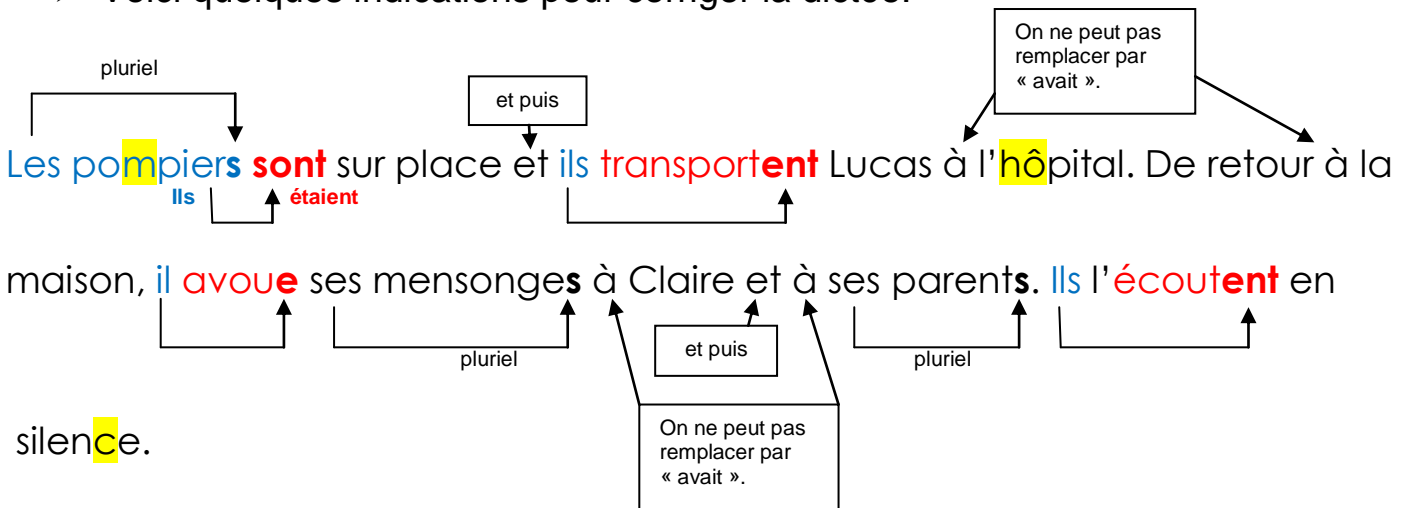 Voici quelques indications pour corriger la dictée.
On ne peut pas
remplacer par
« avait ».
pluriel
et puis
Les pompiers sont sur place et ils transportent Lucas à l’hôpital. De retour à la
Ils étaient
maison, il avoue ses mensonges à Claire et à ses parents. Ils l’écoutent en
pluriel
et puis
pluriel
On ne peut pas
remplacer par
« avait ».
silence.